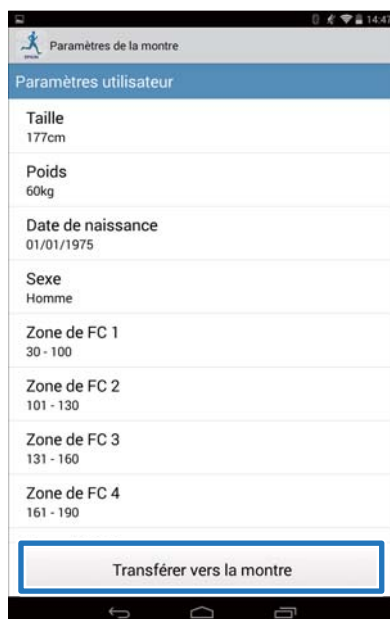 14:47
Paramètres de la montre
Paramètres utilisateur
Taille
177cm
Poids
60kg
Date de naissance
01/01/1975
Sexe
Homme
Zone de FC 1
30 - 100
Zone de FC 2
101 - 130
Zone de FC 3
131 - 160
Zone de FC 4
161 - 190
Transférer vers la montre